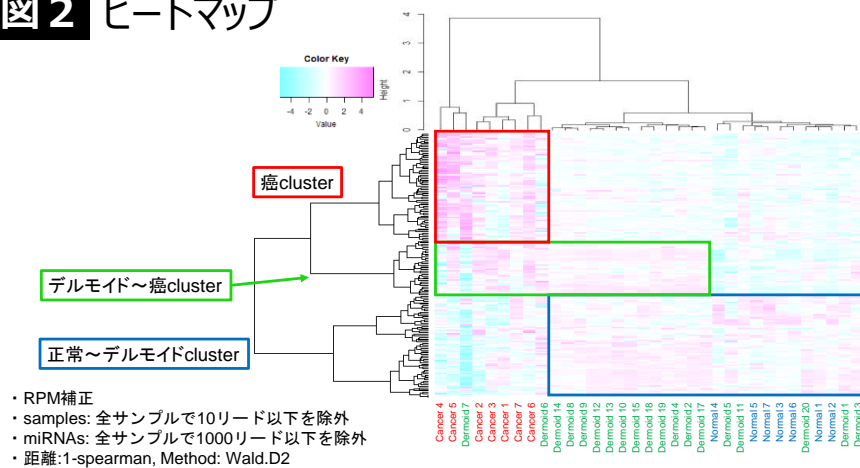 図2 ヒートマップ
Color Key
-4 -2 0 2 4
Value
Height
0 1 2 3 4
癌cluster
デルモイド～癌cluster
正常～デルモイドcluster
・RPM補正
・samples: 全サンプルで10リード以下を除外
・miRNAs: 全サンプルで1000リード以下を除外
・距離:1-spearman, Method: Wald.D2
Cancer 4
Cancer 5
Dermoid 7
Cancer 2
Cancer 3
Cancer 1
Cancer 7
Cancer 6
Dermoid6
Dermoid 14
Dermoid 8
Dermoid 9
Dermoid 12
Dermoid 13
Dermoid 10
Dermoid 15
Dermoid 18
Dermoid 19
Dermoid 4
Dermoid 2
Dermoid 17
Normal 4
Dermoid 5
Dermoid 11
Normal 5
Normal 7
Normal 3
Normal 6
Dermoid 20
Normal 1
Normal 2
Dermoid 1
Dermoid 3